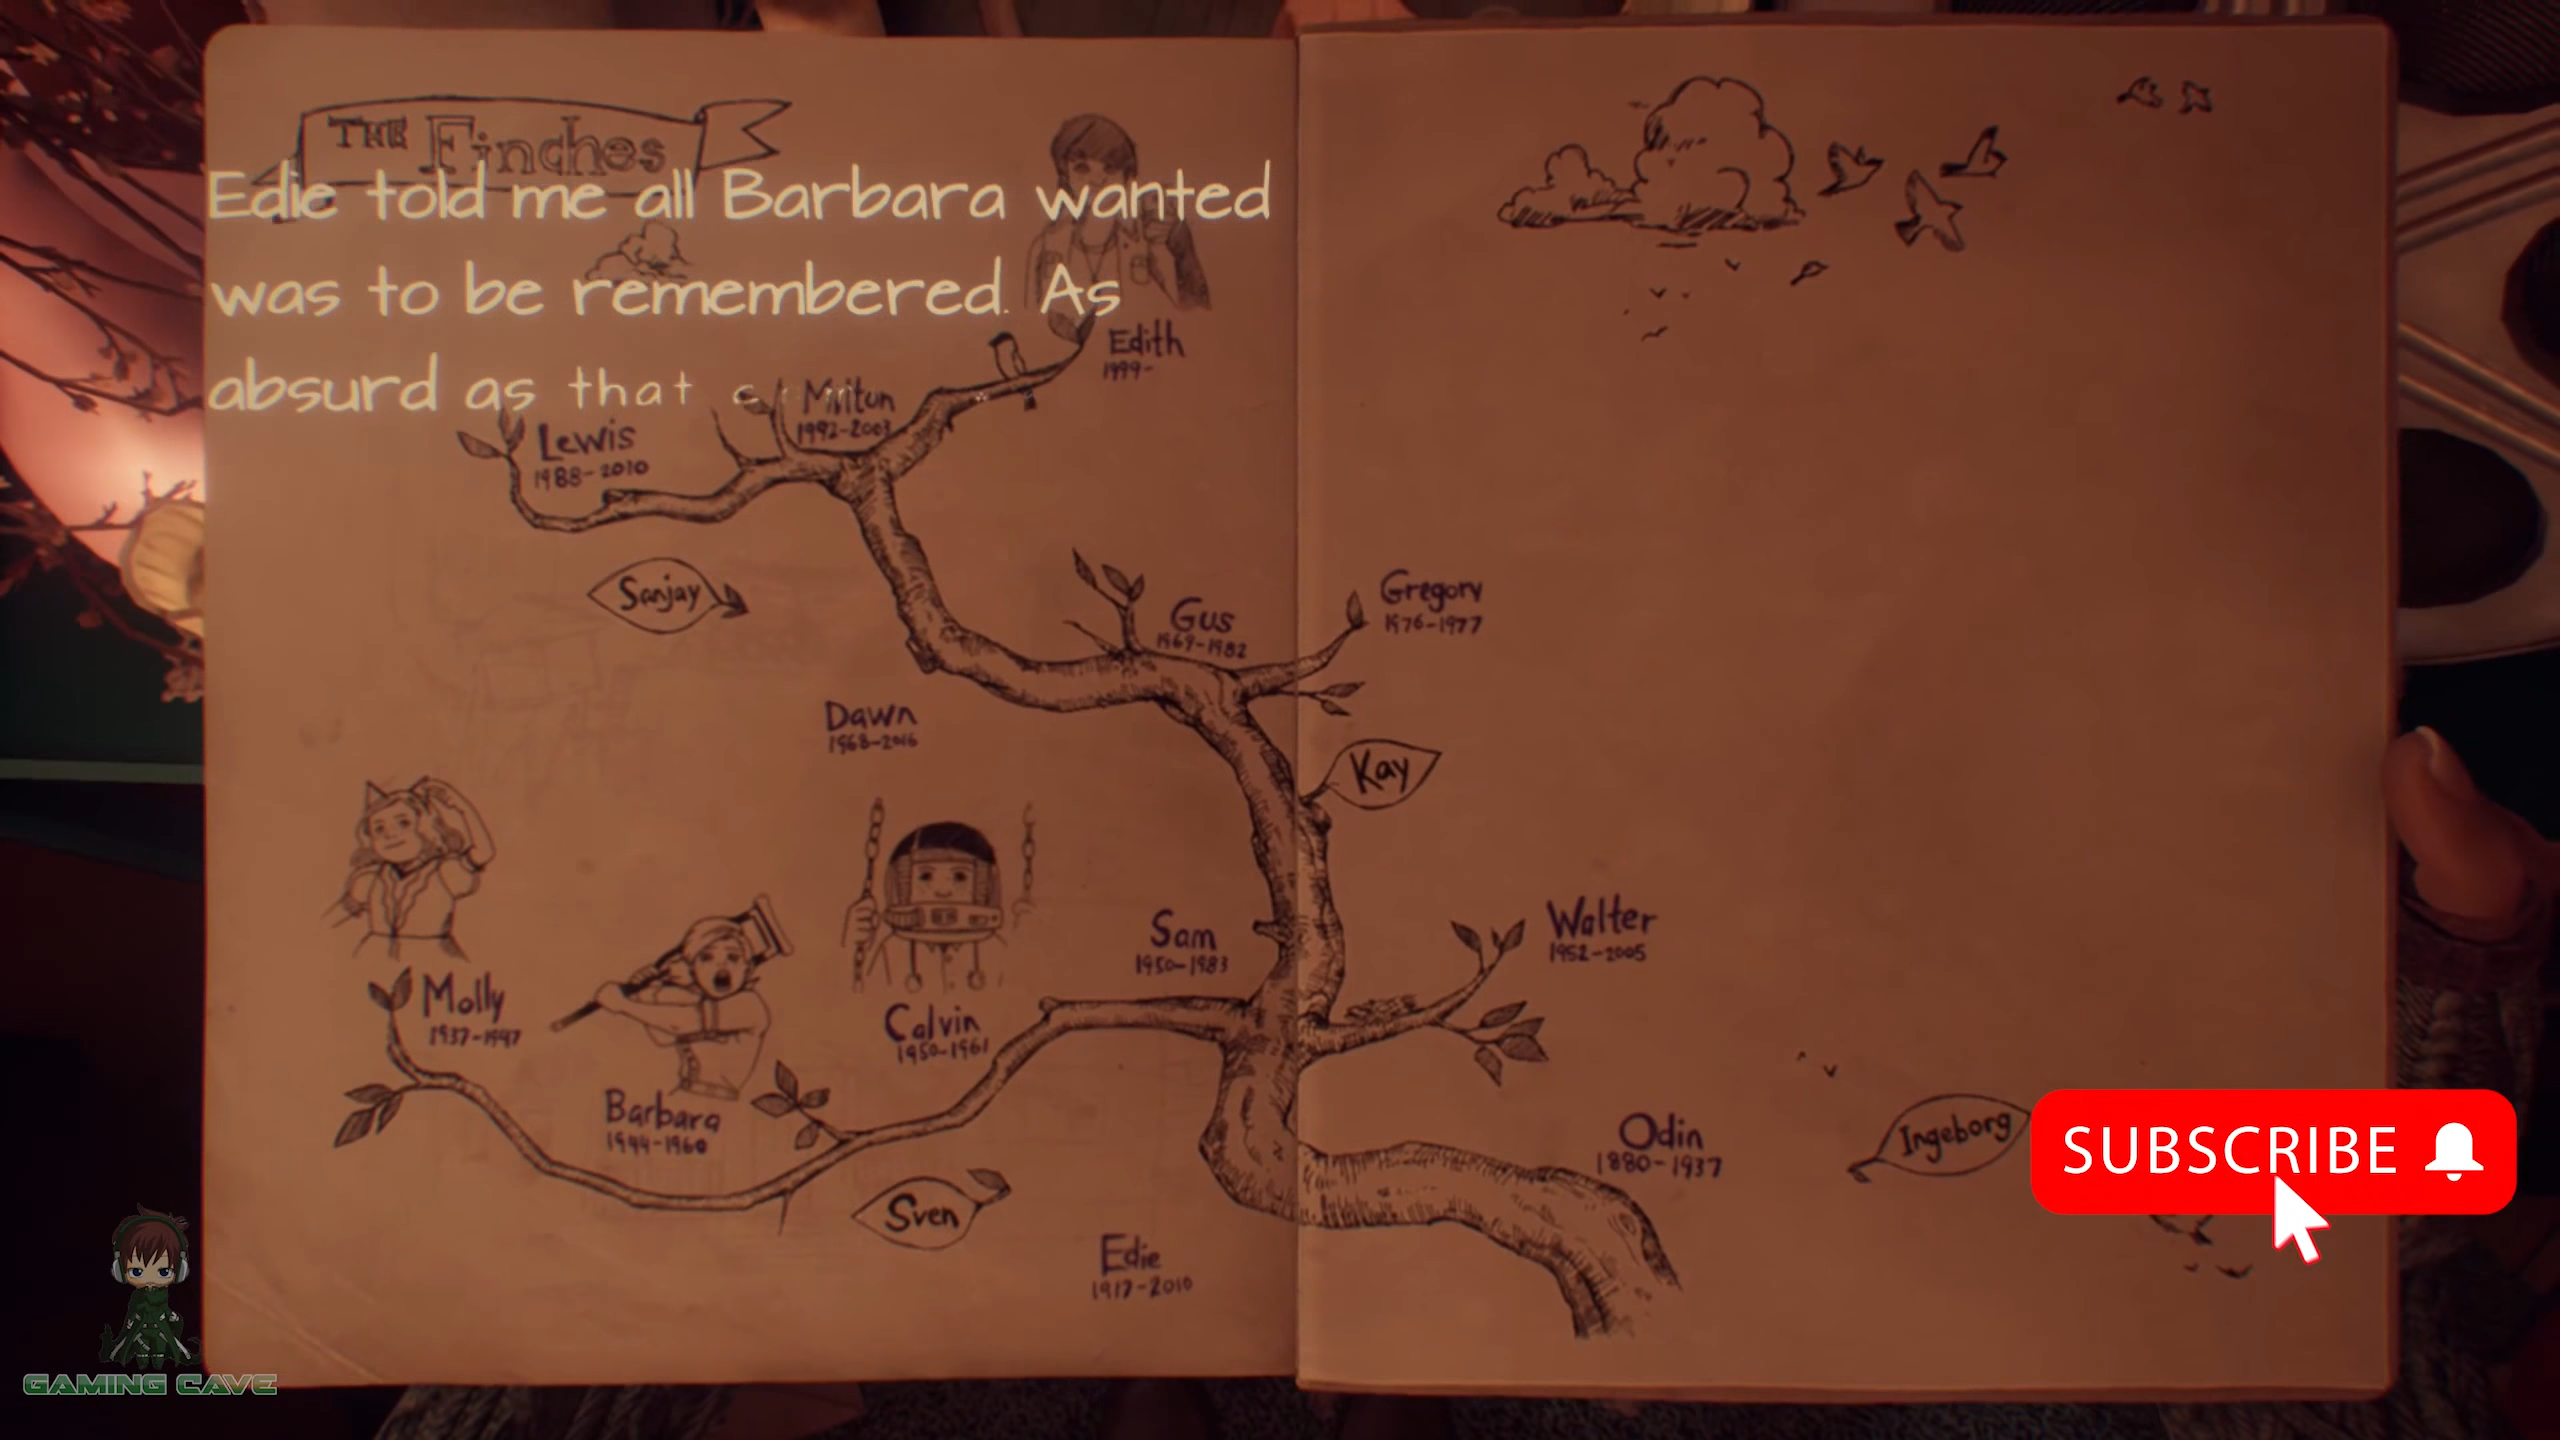 THE Finches
Edie told me all Barbara wanted
was to be remembered. As
absurd as that
Edith
1999-
Milton
1992-2003
Lewis
1988-2010
Sanjay
Gus
1969-1982
Gregory
1976-1977
Dawn
1968-2016
Kay
Sam
1950-1983
Walter
1952-2005
Molly
1937-1947
Calvin
1950-1961
Barbara
1944-1960
Sven
Odin
1880-1937
Ingeborg
Edie
1917-2010
SUBSCRIBE
GAMING CAVE